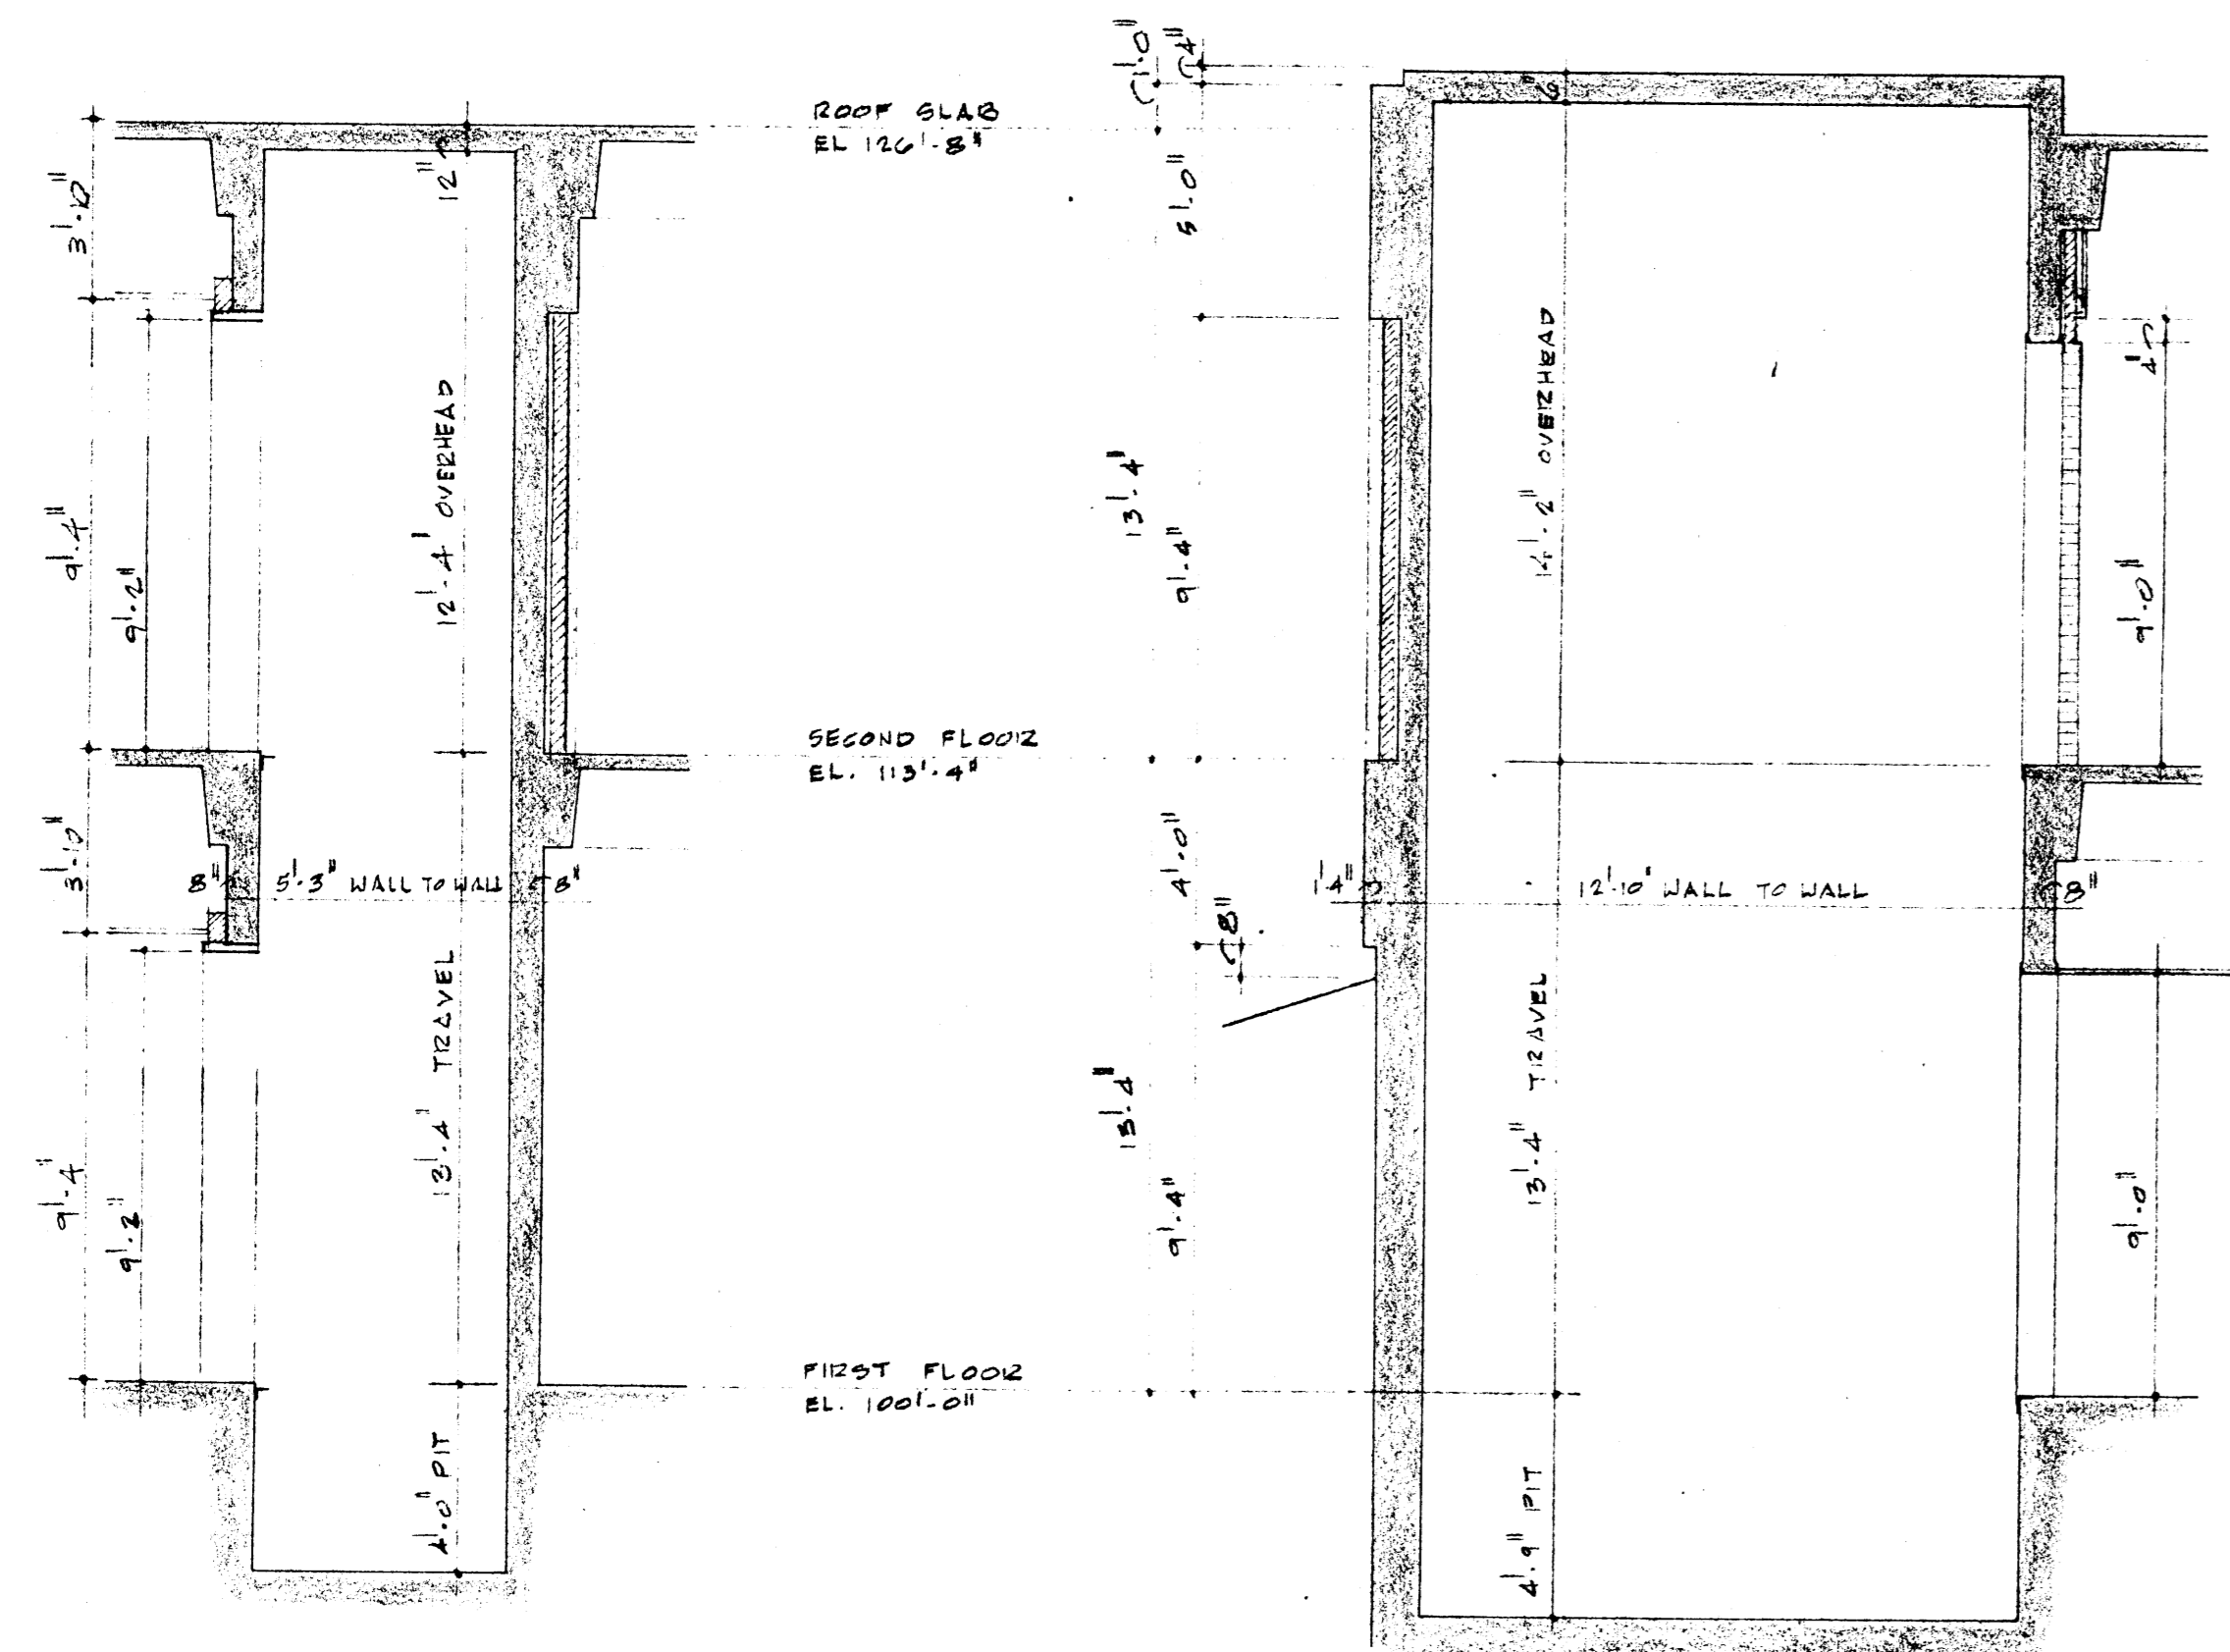 ROOF SLAB
EL 126'-8"
SECOND FLOOR
EL. 113'-4"
FIRST FLOOR
EL. 100'-0"
3'-10"
9'-4"
9'-2"
3'-10"
9'-4"
9'-2"
12"
12'-4" OVERHEAD
13'-4" TRAVEL
4'-0" PIT
8"
5'-3" WALL TO WALL
8"
1'-0"
4"
5'-0"
13'-4"
9'-4"
4'-0"
8"
13'-4"
9'-4"
6"
14'-2" OVERHEAD
13'-4" TRAVEL
4'-9" PIT
1'-4"
12'-10" WALL TO WALL
8"
9'-0"
9'-0"